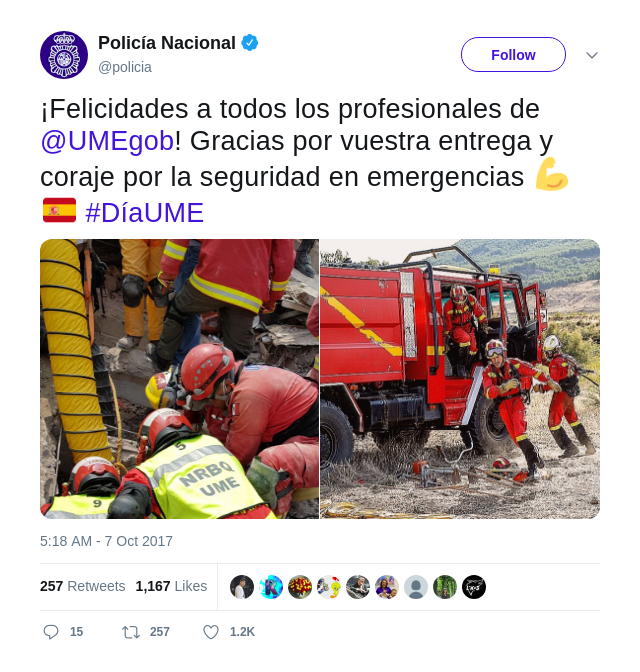 Policía Nacional
@policia
Follow
¡Felicidades a todos los profesionales de
@UMEgob! Gracias por vuestra entrega y
coraje por la seguridad en emergencias 💪
🇪🇸 #DíaUME
5
NRBQ
UME
9
5:18 AM - 7 Oct 2017
257 Retweets 1,167 Likes
15 257 1.2K